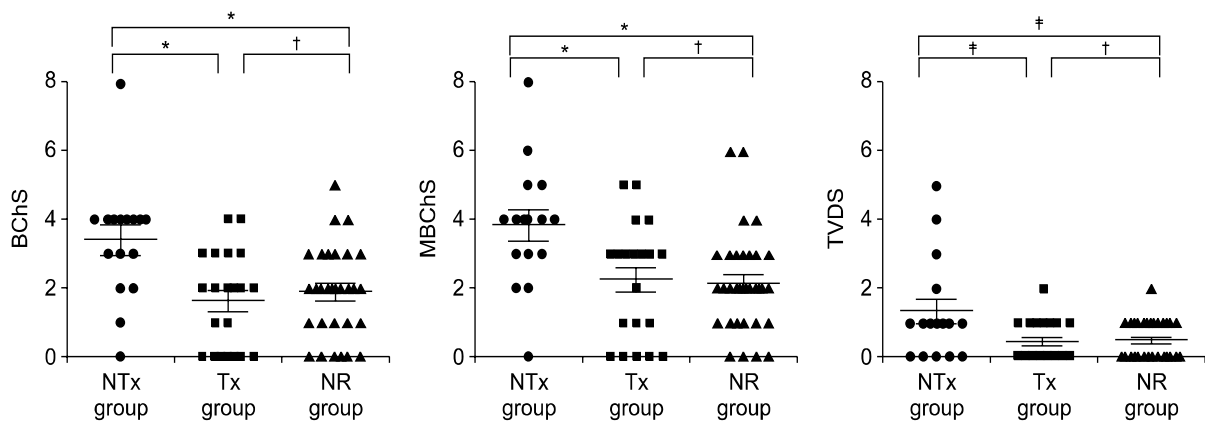 *
* †
8
6
4
2
0
BChS
NTx group
Tx group
NR group
*
* †
8
6
4
2
0
MBChS
NTx group
Tx group
NR group
ǂ
ǂ †
8
6
4
2
0
TVDS
NTx group
Tx group
NR group